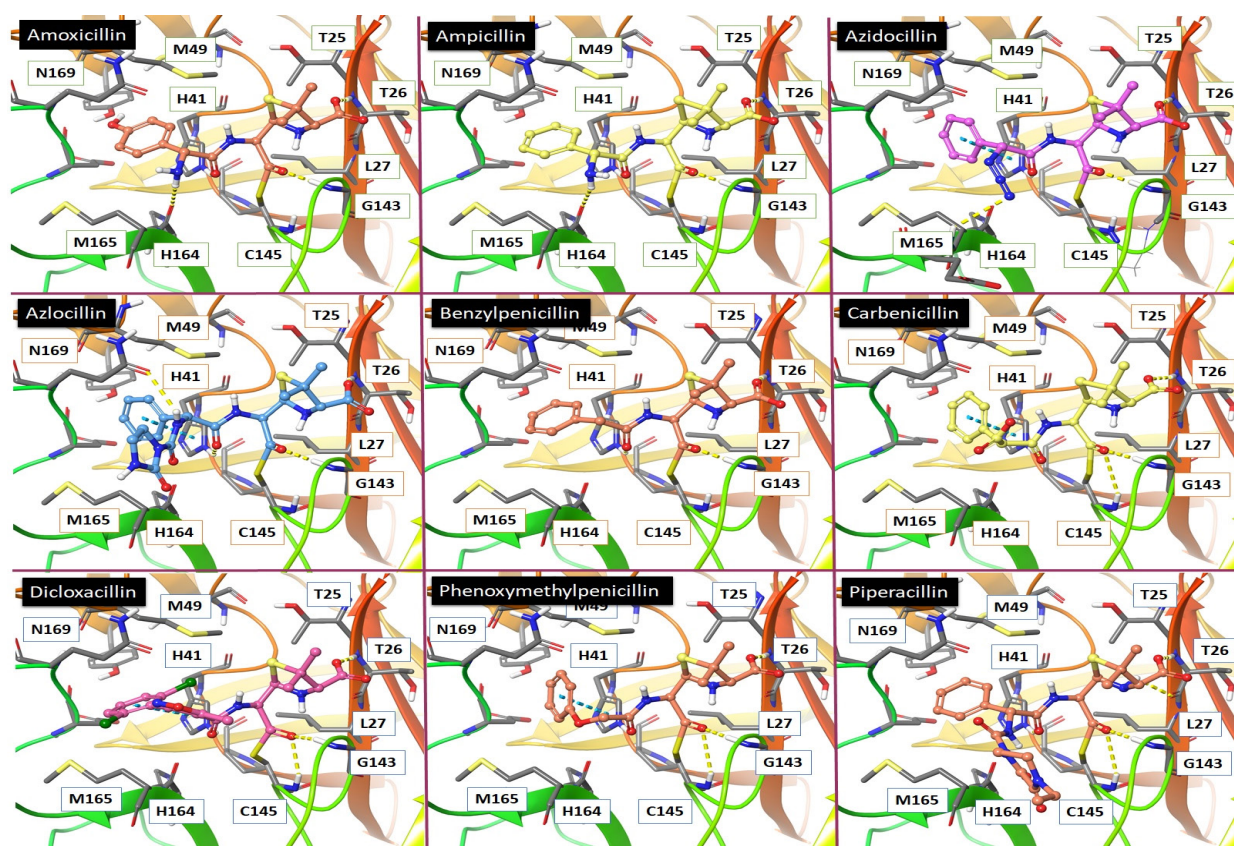 Amoxicillin
T25
M49
N169
H41
T26
L27
G143
M165
H164
C145
Ampicillin
T25
M49
N169
H41
T26
L27
G143
M165
H164
C145
Azidocillin
T25
M49
N169
H41
T26
L27
G143
M165
H164
C145
Azlocillin
T25
M49
N169
H41
T26
L27
G143
M165
H164
C145
Benzylpenicillin
T25
M49
N169
H41
T26
L27
G143
M165
H164
C145
Carbenicillin
T25
M49
N169
H41
T26
L27
G143
M165
H164
C145
Dicloxacillin
T25
M49
N169
H41
T26
L27
G143
M165
H164
C145
Phenoxymethylpenicillin
T25
M49
N169
H41
T26
L27
G143
M165
H164
C145
Piperacillin
T25
M49
N169
H41
T26
L27
G143
M165
H164
C145